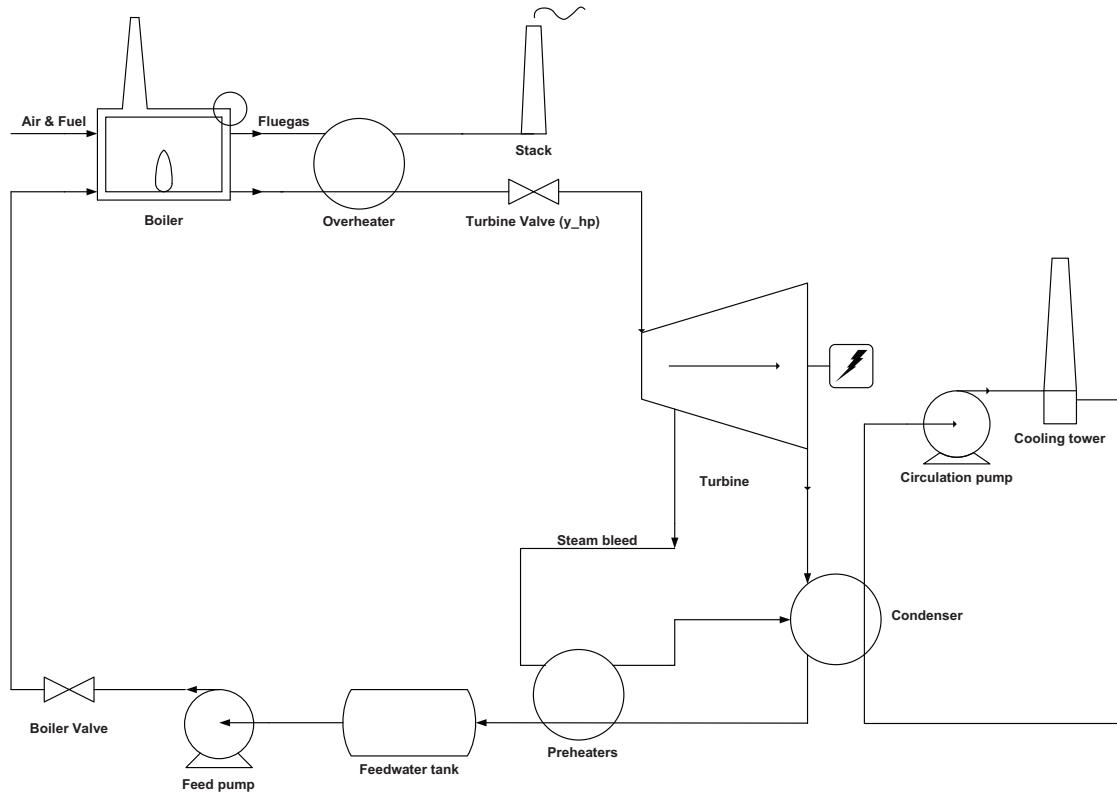 Air & Fuel
Fluegas
Stack
Boiler
Overheater
Turbine Valve (y_hp)
Cooling tower
Circulation pump
Turbine
Steam bleed
Condenser
Boiler Valve
Preheaters
Feedwater tank
Feed pump